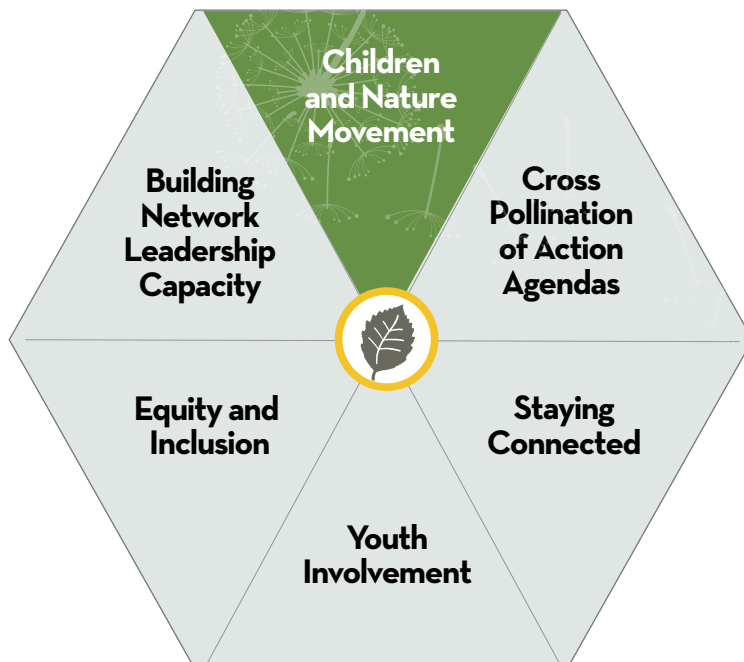 Children
and Nature
Movement
Building
Network
Leadership
Capacity
Cross
Pollination
of Action
Agendas
Equity and
Inclusion
Staying
Connected
Youth
Involvement